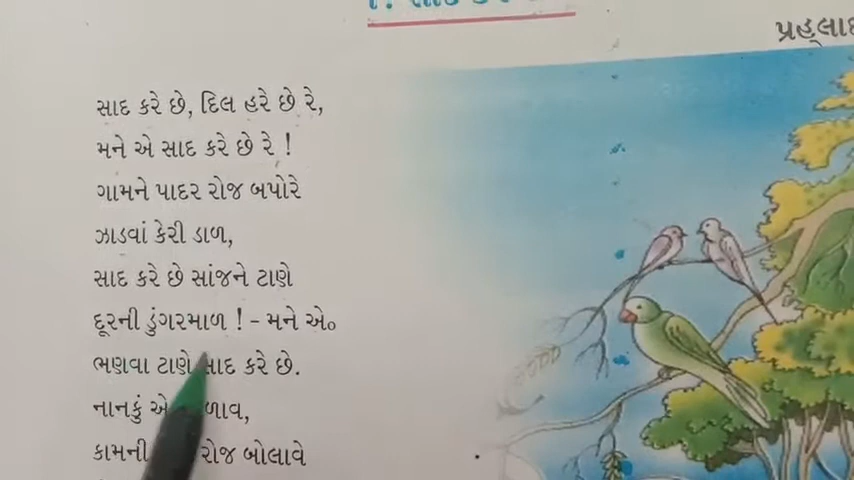 પ્રહ્લાદ
સાદ કરે છે, દિલ હરે છે રે,
મને એ સાદ કરે છે રે !
ગામને પાદર રોજ બપોરે
ઝાડવાં કેરી ડાળ,
સાદ કરે છે સાંજને ટાણે
દૂરની ડુંગરમાળ ! - મને એ૦
ભણવા ટાણે સાદ કરે છે.
નાનકું એ
કામની રોજ બોલાવે